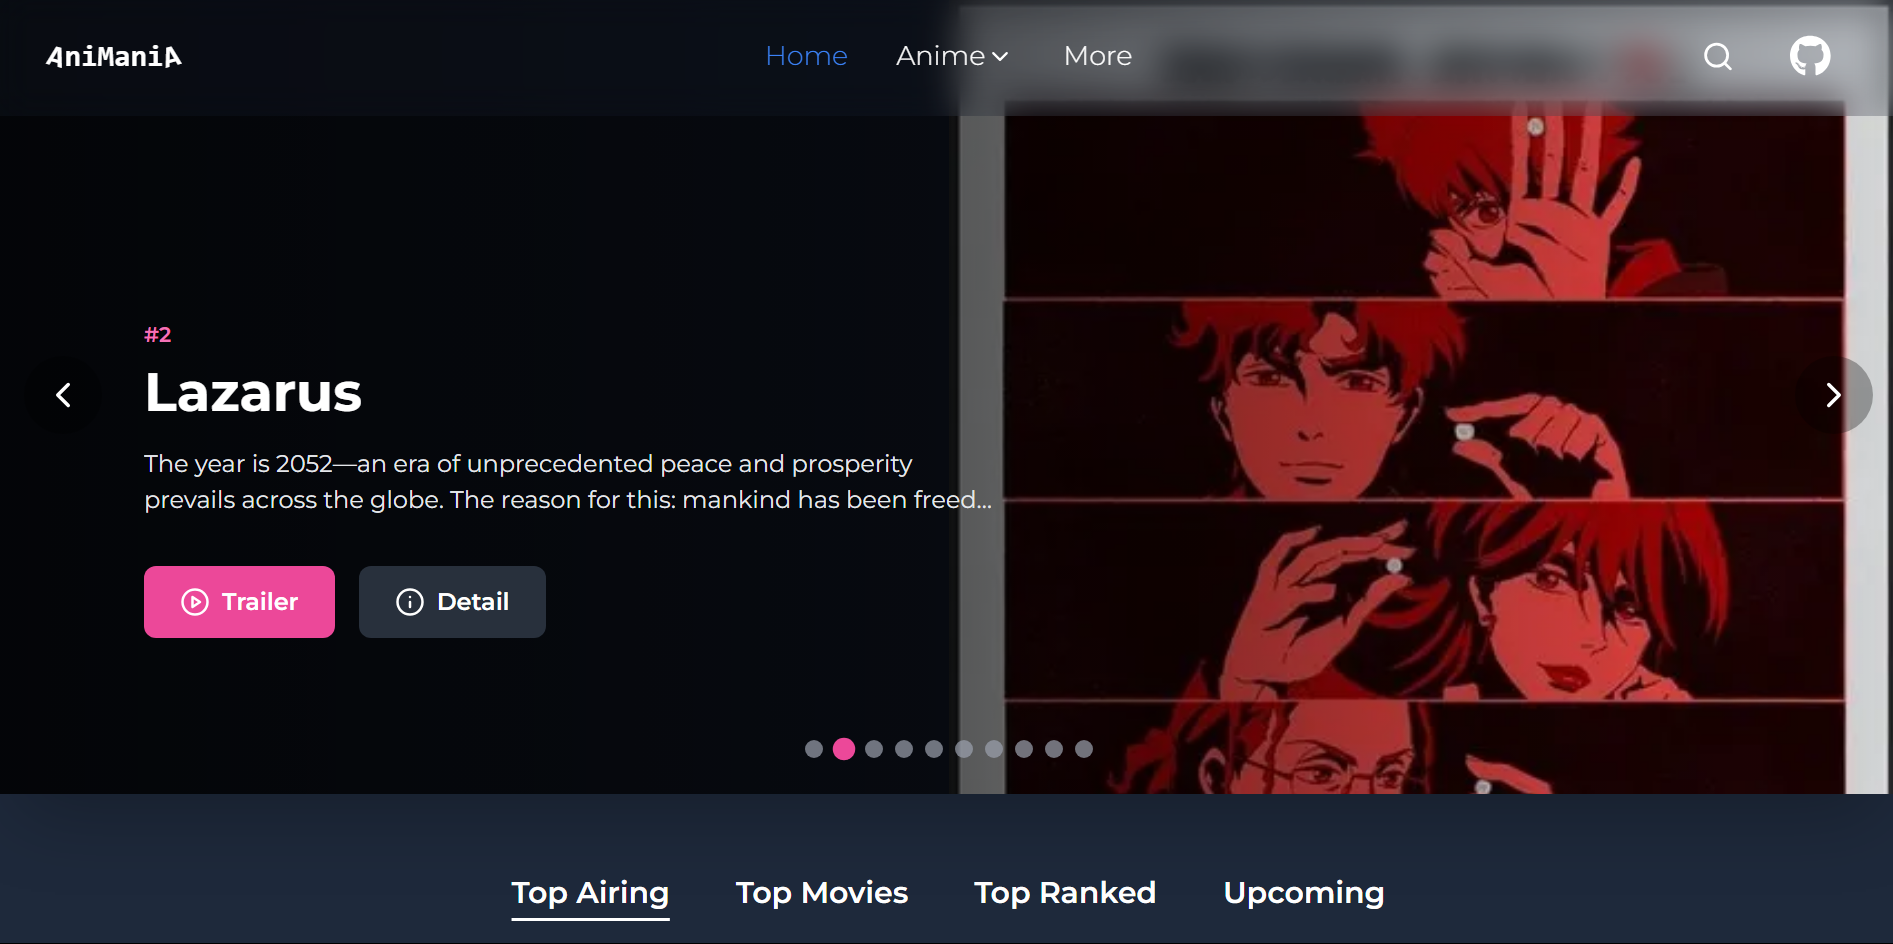 AniManiA
Home
Anime
More
#2
Lazarus
The year is 2052—an era of unprecedented peace and prosperity
prevails across the globe. The reason for this: mankind has been freed...
Trailer
Detail
Top Airing
Top Movies
Top Ranked
Upcoming